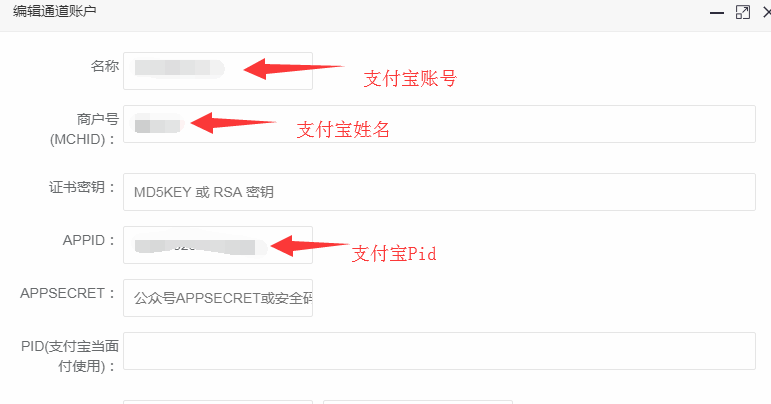 编辑通道账户
名称
支付宝账号
商户号
(MCHID)：
支付宝姓名
证书密钥：
MD5KEY 或 RSA 密钥
APPID：
支付宝Pid
APPSECRET：
公众号APPSECRET或安全码
PID(支付宝当面
付使用)：